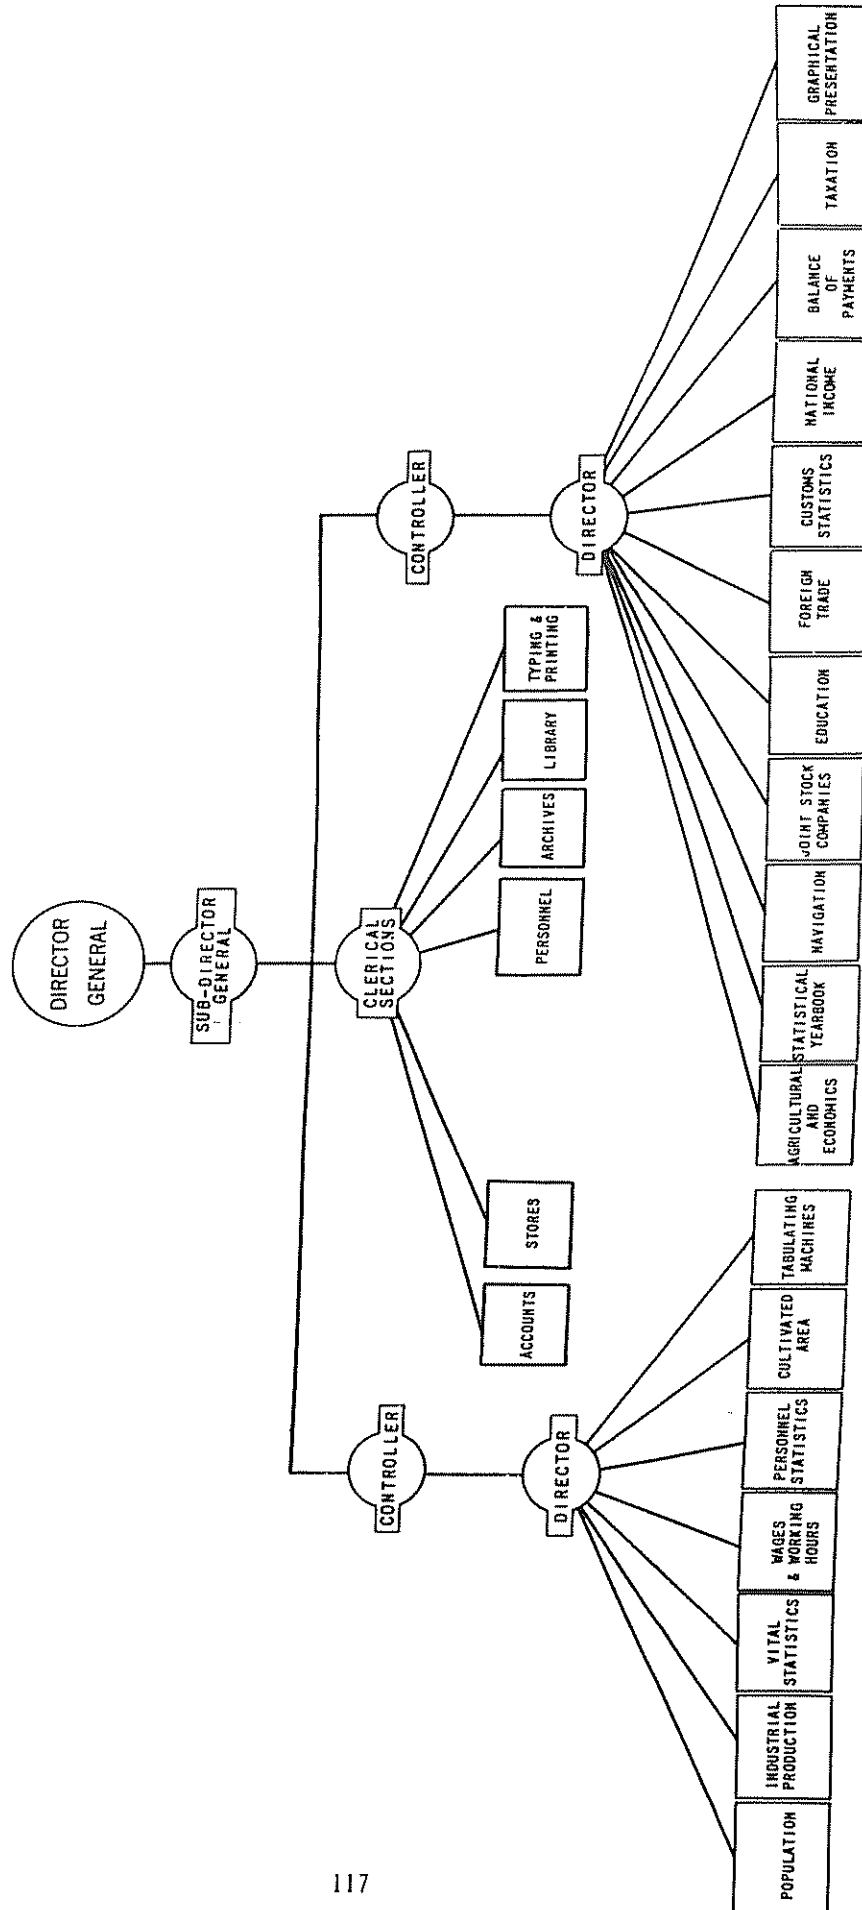 DIRECTOR
GENERAL
SUB-DIRECTOR
GENERAL
CONTROLLER
CLERICAL
SECTIONS
CONTROLLER
ACCOUNTS
STORES
PERSONNEL
ARCHIVES
LIBRARY
TYPING &
PRINTING
DIRECTOR
DIRECTOR
POPULATION
INDUSTRIAL
PRODUCTION
VITAL
STATISTICS
WAGES
& WORKING
HOURS
PERSONNEL
STATISTICS
CULTIVATED
AREA
TABULATING
MACHINES
AGRICULTURAL
AND
ECONOMICS
STATISTICAL
YEARBOOK
NAVIGATION
JOINT STOCK
COMPANIES
EDUCATION
FOREIGN
TRADE
CUSTOMS
STATISTICS
NATIONAL
INCOME
BALANCE
OF
PAYMENTS
TAXATION
GRAPHICAL
PRESENTATION
117